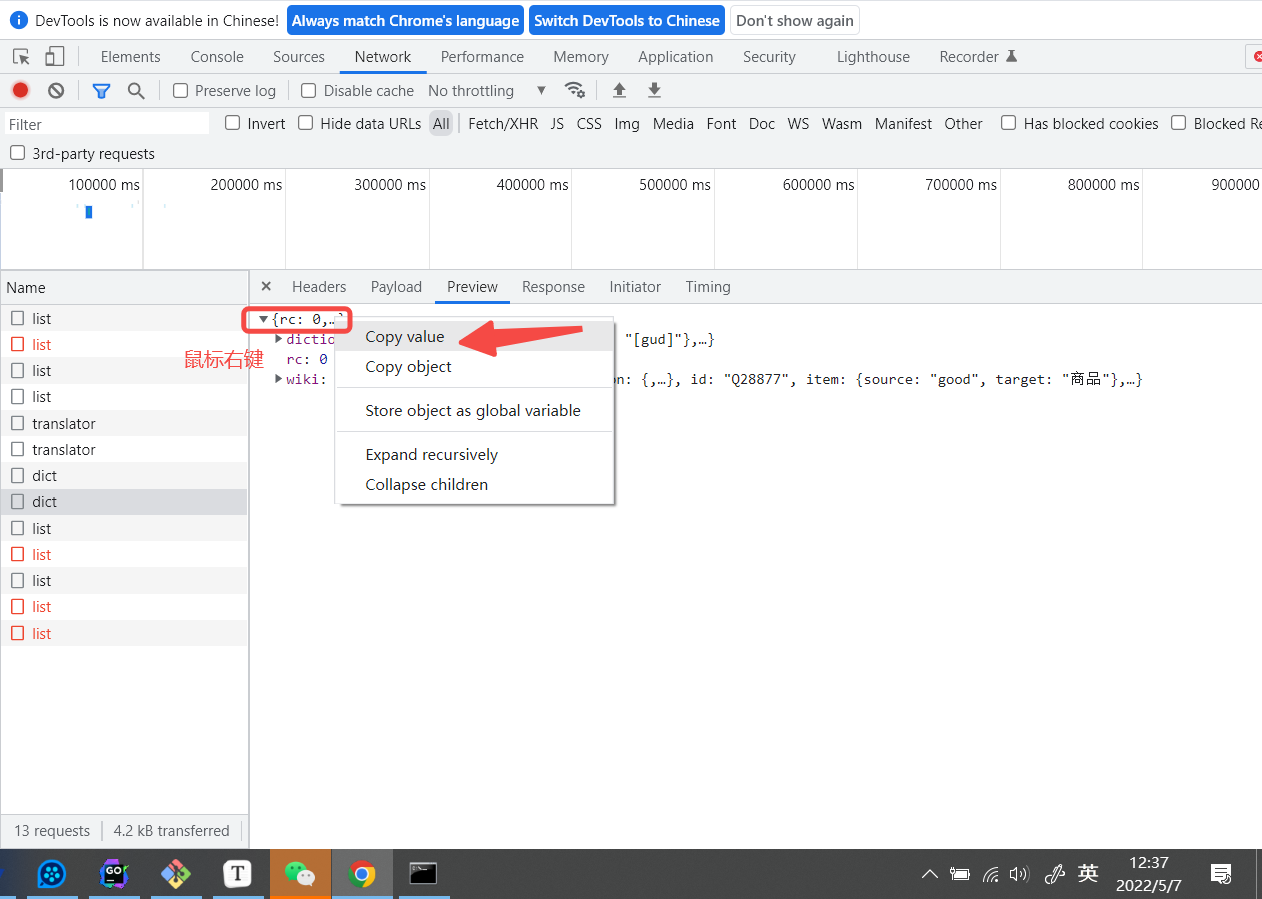 DevTools is now available in Chinese! Always match Chrome's language Switch DevTools to Chinese Don't show again
Elements Console Sources Network Performance Memory Application Security Lighthouse Recorder
Preserve log Disable cache No throttling
Filter Invert Hide data URLs All Fetch/XHR JS CSS Img Media Font Doc WS Wasm Manifest Other Has blocked cookies Blocked Re
3rd-party requests
100000 ms 200000 ms 300000 ms 400000 ms 500000 ms 600000 ms 700000 ms 800000 ms 900000
Name
list
list
list
list
translator
translator
dict
dict
list
list
list
list
list
13 requests 4.2 kB transferred
Headers Payload Preview Response Initiator Timing
{rc: 0,…}
dictio "[gud]"},…}
rc: 0
wiki: on: {,…}, id: "Q28877", item: {source: "good", target: "商品"},…}
鼠标右键
Copy value
Copy object
Store object as global variable
Expand recursively
Collapse children
GO
T
英
12:37
2022/5/7